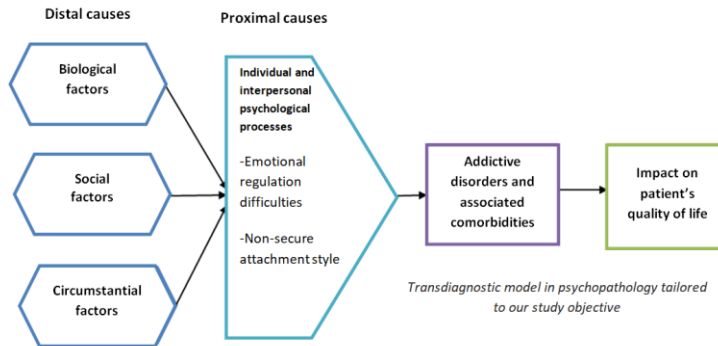 Distal causes
Proximal causes
Biological
factors
Social
factors
Circumstantial
factors
Individual and
interpersonal
psychological
processes
-Emotional
regulation
difficulties
-Non-secure
attachment style
Addictive
disorders and
associated
comorbidities
Impact on
patient's
quality of life
Transdiagnostic model in psychopathology tailored
to our study objective